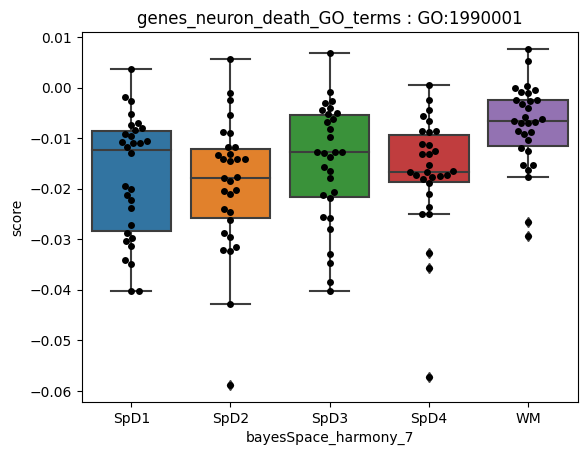 genes_neuron_death_GO_terms : GO:1990001
0.01
0.00
−0.01
−0.02
−0.03
−0.04
−0.05
−0.06
score
SpD1 SpD2 SpD3 SpD4 WM
bayesSpace_harmony_7